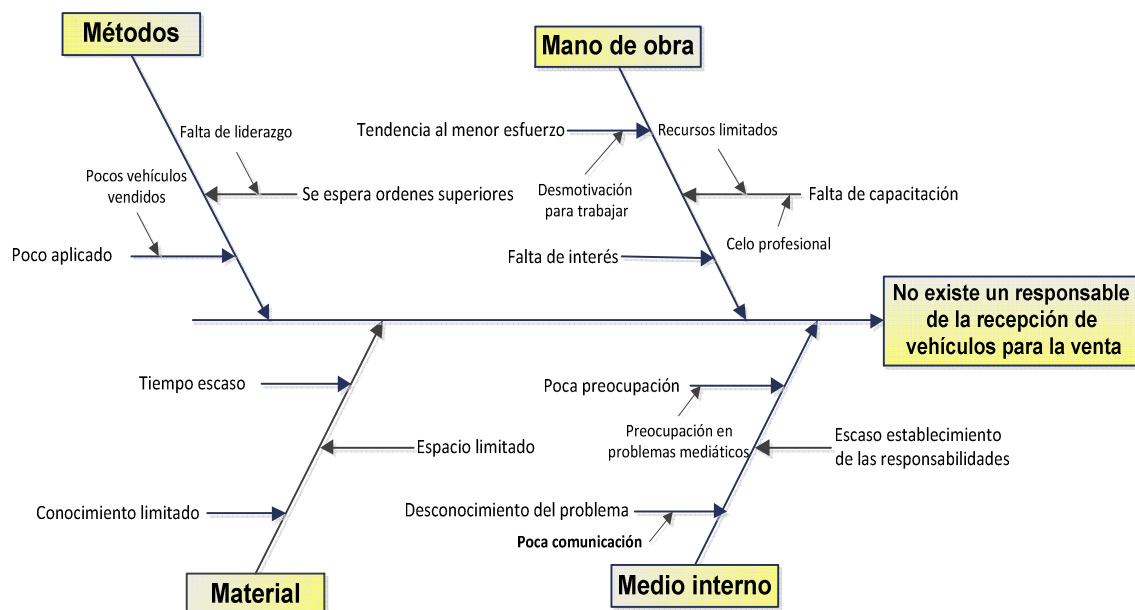 Métodos
Mano de obra
Falta de liderazgo
Tendencia al menor esfuerzo
Recursos limitados
Pocos vehículos
vendidos
Se espera ordenes superiores
Desmotivación
para trabajar
Falta de capacitación
Poco aplicado
Falta de interés
Celo profesional
No existe un responsable
de la recepción de
vehículos para la venta
Tiempo escaso
Poca preocupación
Espacio limitado
Preocupación en
problemas mediáticos
Escaso establecimiento
de las responsabilidades
Conocimiento limitado
Desconocimiento del problema
Poca comunicación
Material
Medio interno